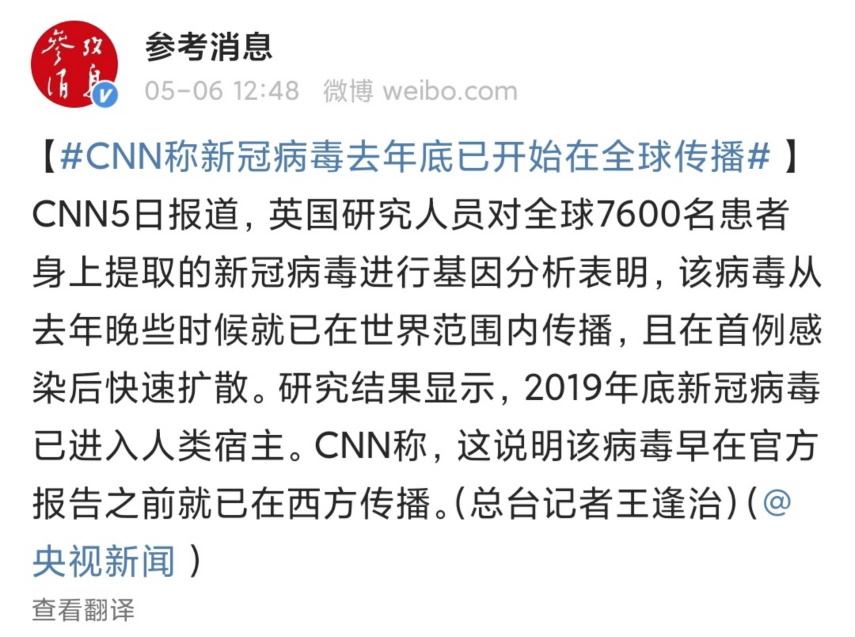 參攷
消息
参考消息
05-06 12:48 微博 weibo.com
【#CNN称新冠病毒去年底已开始在全球传播# 】
CNN5日报道，英国研究人员对全球7600名患者
身上提取的新冠病毒进行基因分析表明，该病毒从
去年晚些时候就已在世界范围内传播，且在首例感
染后快速扩散。研究结果显示，2019年底新冠病毒
已进入人类宿主。CNN称，这说明该病毒早在官方
报告之前就已在西方传播。（总台记者王逢治）（@
央视新闻 ）
查看翻译